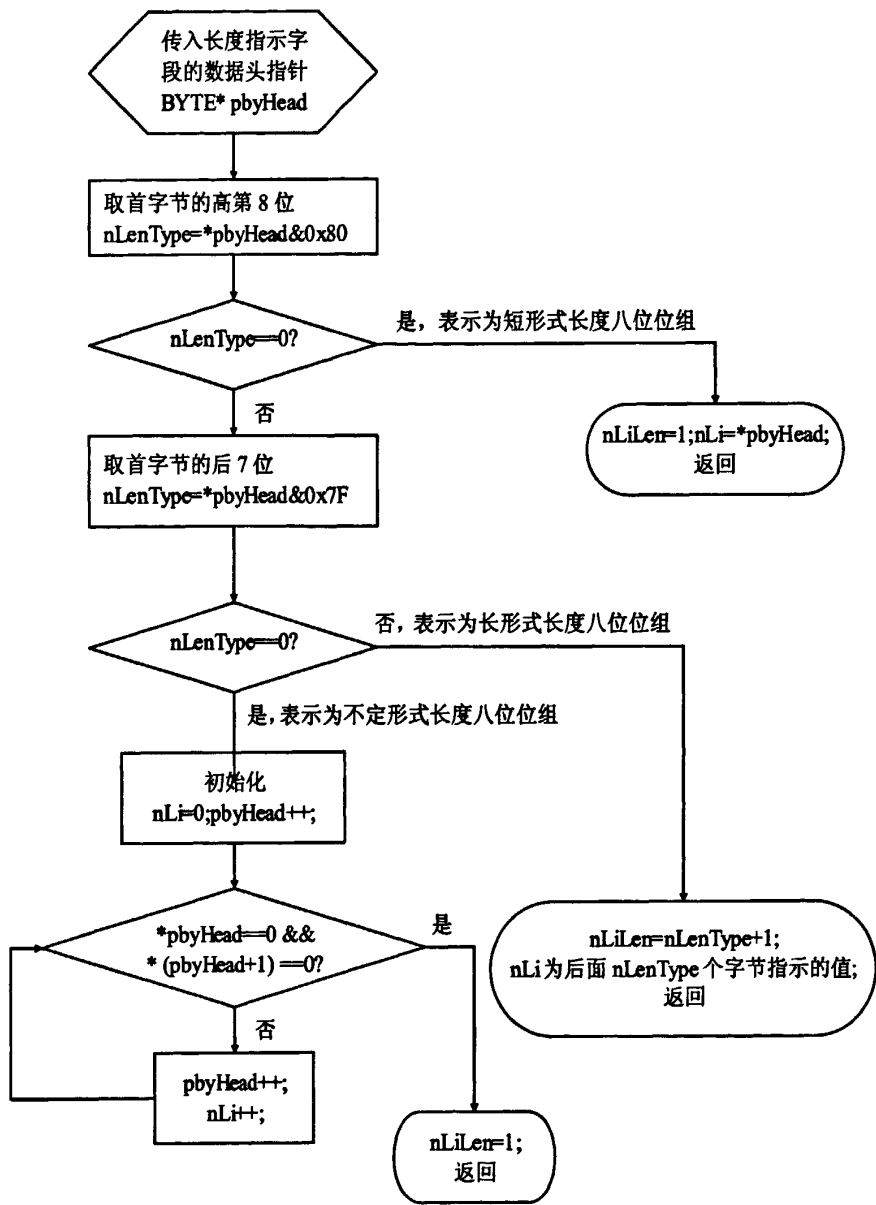 传入长度指示字
段的数据头指针
BYTE* pbyHead
取首字节的高第 8 位
nLenType=*pbyHead&0x80
nLenType==0?
是，表示为短形式长度八位位组
否
nLiLen=1;nLi=*pbyHead;
返回
取首字节的后 7 位
nLenType=*pbyHead&0x7F
nLenType==0?
否，表示为长形式长度八位位组
是，表示为不定形式长度八位位组
初始化
nLi=0;pbyHead++;
*pbyHead==0 &&
* (pbyHead+1) ==0?
是
nLiLen=nLenType+1;
nLi 为后面 nLenType 个字节指示的值;
返回
否
pbyHead++;
nLi++;
nLiLen=1;
返回